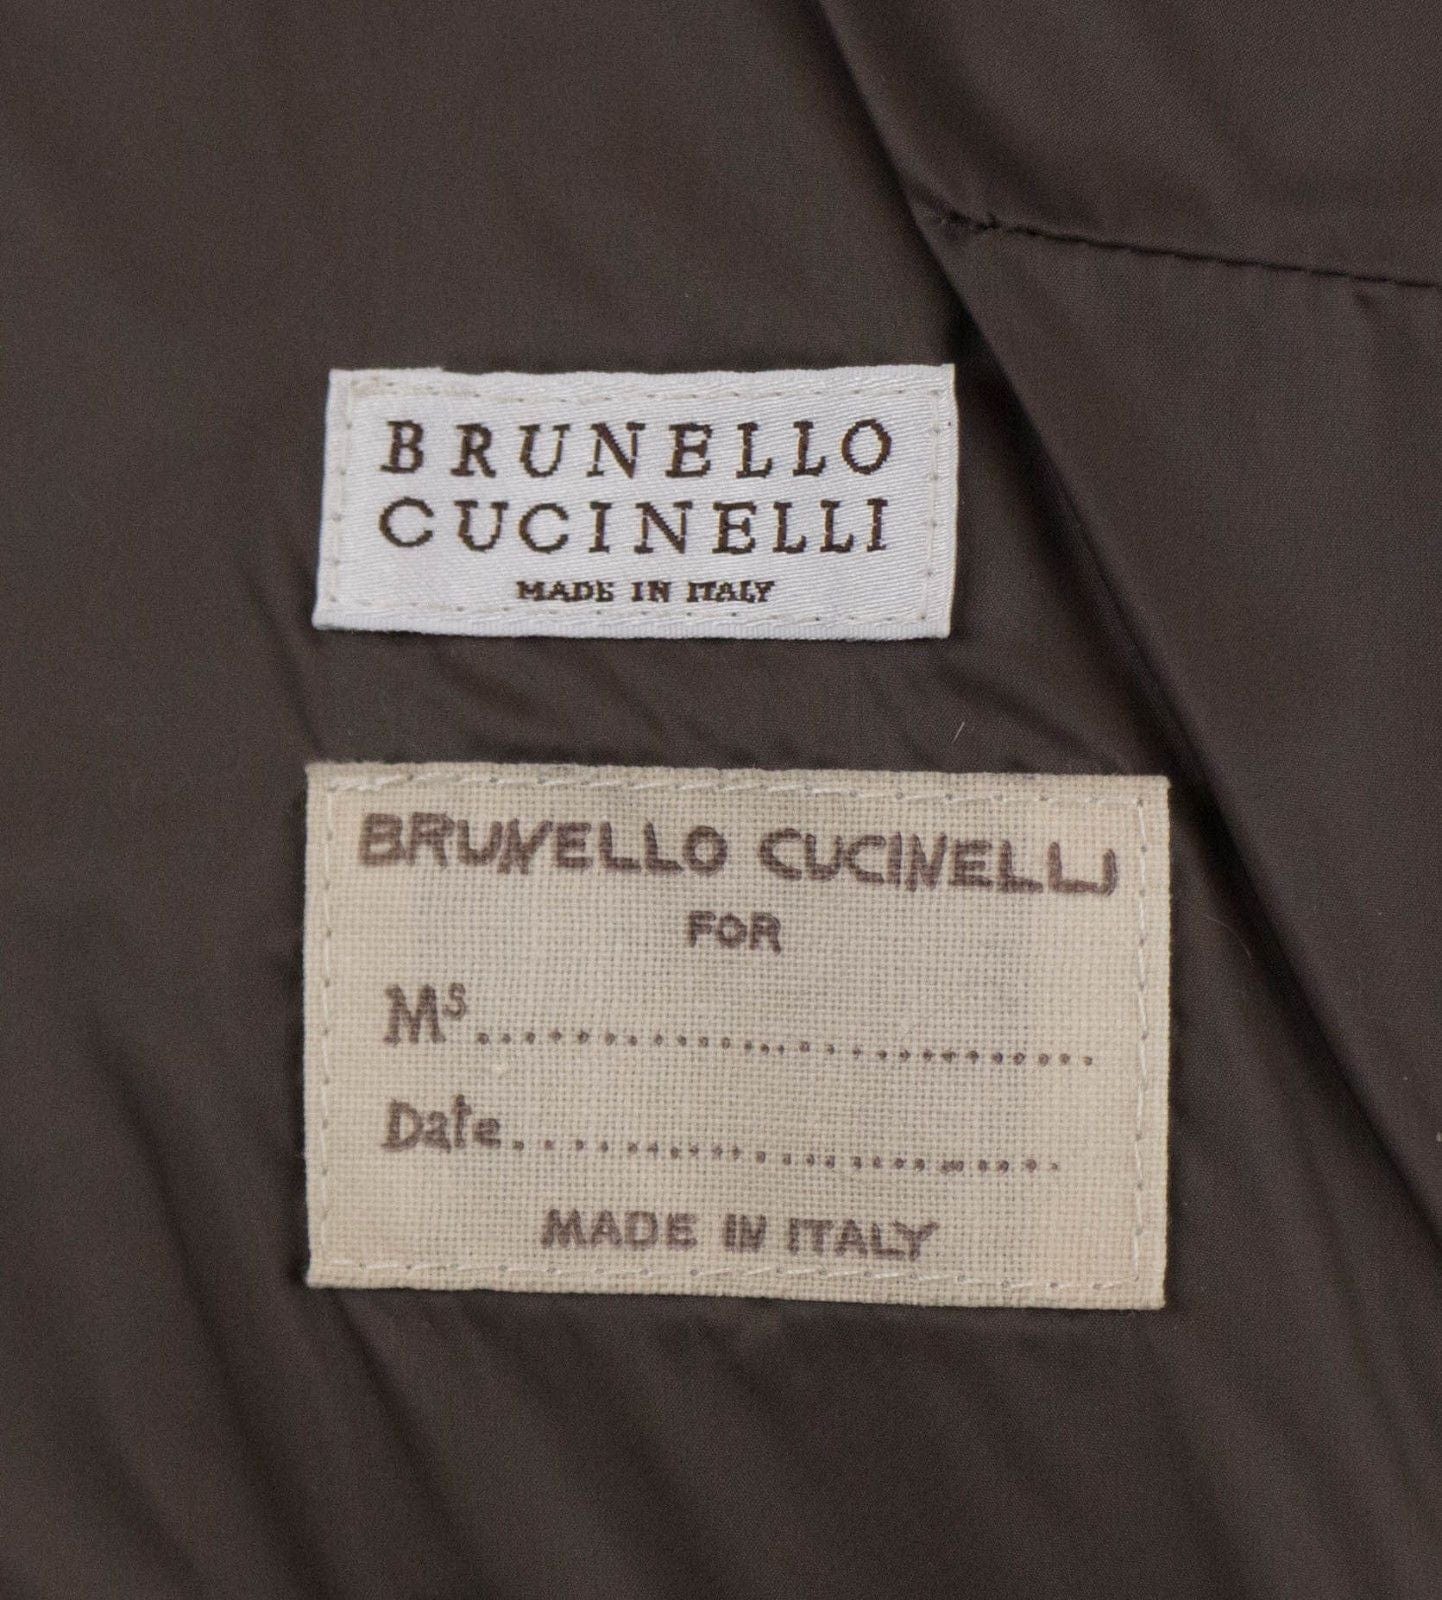 BRUNELLO
CUCINELLI
MADE IN ITALY
BRUNELLO CUCINELLI
FOR
Ms..............................
Date..............................
MADE IN ITALY